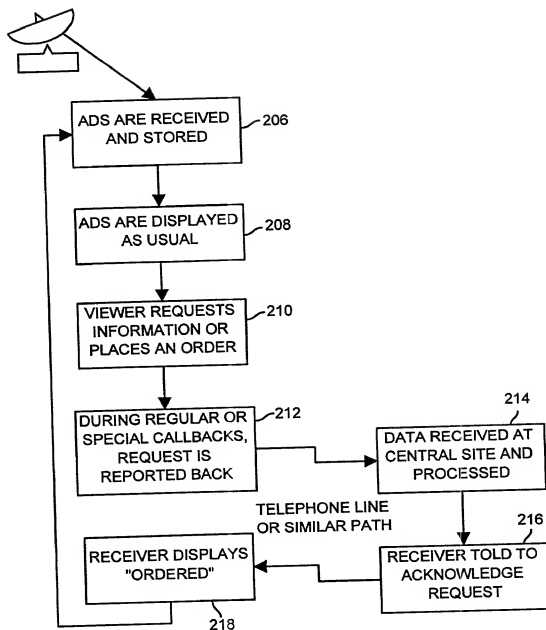 ADS ARE RECEIVED
AND STORED
206
ADS ARE DISPLAYED
AS USUAL
208
VIEWER REQUESTS
INFORMATION OR
PLACES AN ORDER
210
DURING REGULAR OR
SPECIAL CALLBACKS,
REQUEST IS
REPORTED BACK
212
DATA RECEIVED AT
CENTRAL SITE AND
PROCESSED
214
TELEPHONE LINE
OR SIMILAR PATH
RECEIVER TOLD TO
ACKNOWLEDGE
REQUEST
216
RECEIVER DISPLAYS
"ORDERED"
218